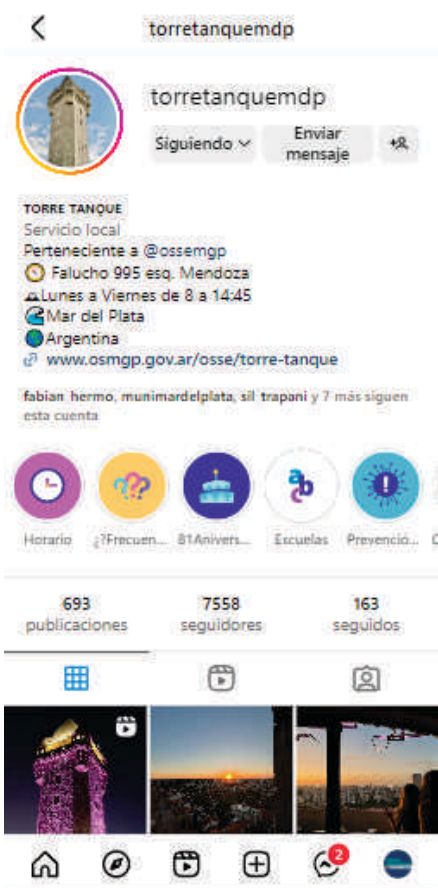 torretanquemdp
torretanquemdp
Siguiendo
Enviar
mensaje
TORRE TANQUE
Servicio local
Perteneciente a @ossemgp
Falucho 995 esq. Mendoza
Lunes a Viernes de 8 a 14:45
Mar del Plata
Argentina
www.osmgp.gov.ar/osse/torre-tanque
fabian_hermo, munimardelplata, sil_trapani y 7 más siguen
esta cuenta
abc
Horario ¿?Frecuen... 81Anivers... Escuelas Prevenció...
693 7558 163
publicaciones seguidores seguidos
2